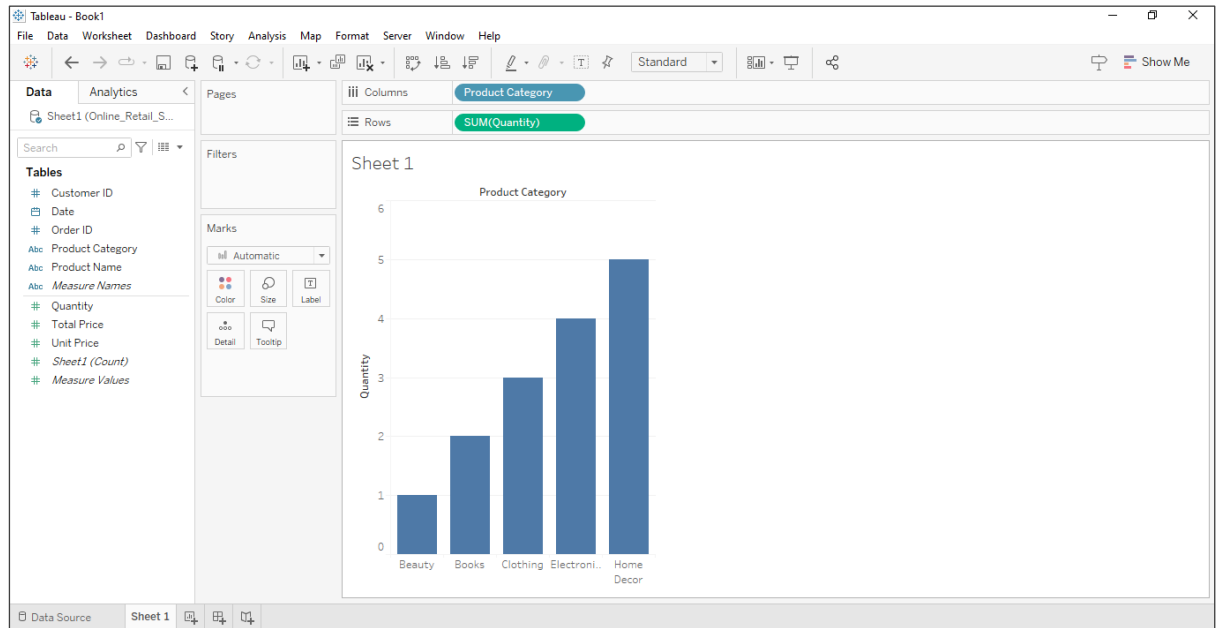 Tableau - Book1
File Data Worksheet Dashboard Story Analysis Map Format Server Window Help
Standard
Show Me
Data Analytics
Sheet1 (Online_Retail_S...
Search
Tables
# Customer ID
Date
# Order ID
Abc Product Category
Abc Product Name
Abc Measure Names
# Quantity
# Total Price
# Unit Price
# Sheet1 (Count)
# Measure Values
Pages
Filters
Marks
Automatic
Color Size Label
Detail Tooltip
Columns Product Category
Rows SUM(Quantity)
Sheet 1
Product Category
6
5
4
3
2
1
0
Quantity
Beauty Books Clothing Electroni.. Home
Decor
Data Source Sheet 1